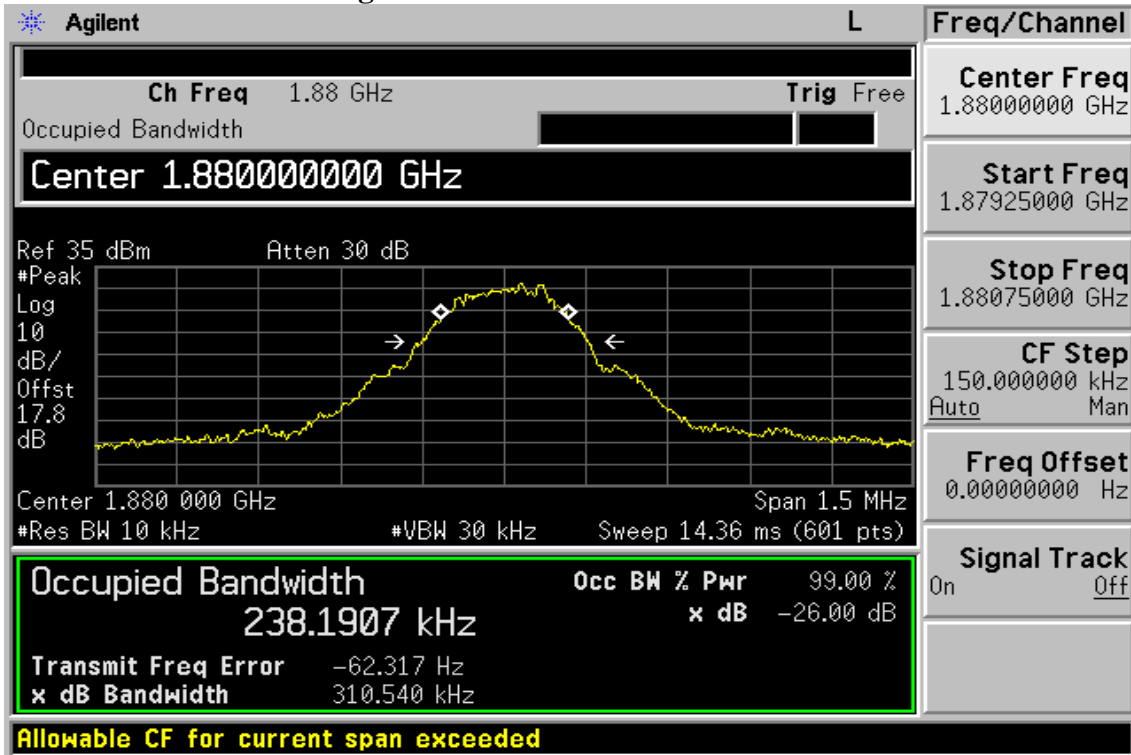 Agilent L Freq/Channel
Ch Freq 1.88 GHz Trig Free
Occupied Bandwidth
Center 1.880000000 GHz
Ref 35 dBm Atten 30 dB
#Peak
Log
10
dB/
Offst
17.8
dB
Center 1.880 000 GHz Span 1.5 MHz
#Res BW 10 kHz #VBW 30 kHz Sweep 14.36 ms (601 pts)
Occupied Bandwidth Occ BW % Pwr 99.00 %
238.1907 kHz x dB -26.00 dB
Transmit Freq Error -62.317 Hz
x dB Bandwidth 310.540 kHz
Allowable CF for current span exceeded
Center Freq
1.88000000 GHz
Start Freq
1.87925000 GHz
Stop Freq
1.88075000 GHz
CF Step
150.000000 kHz
Auto Man
Freq Offset
0.00000000 Hz
Signal Track
On Off